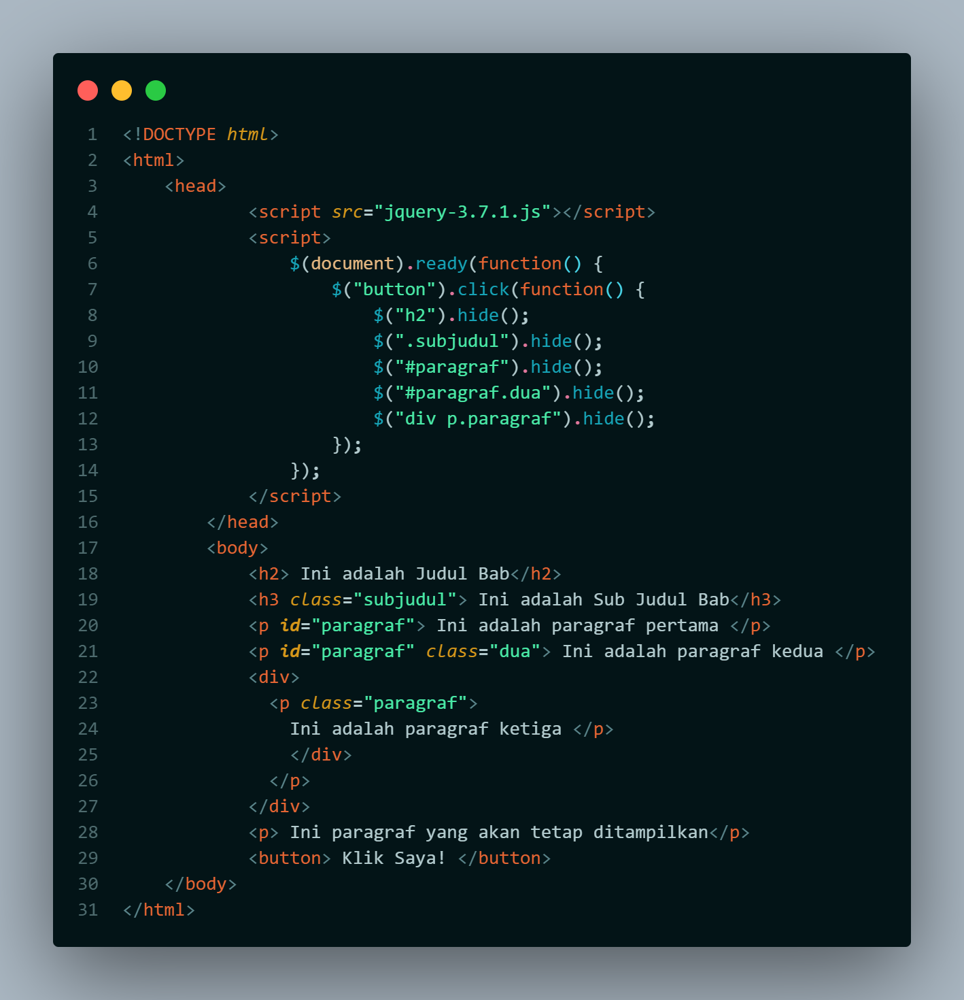 1 <!DOCTYPE html>
2 <html>
3     <head>
4             <script src="jquery-3.7.1.js"></script>
5             <script>
6                 $(document).ready(function() {
7                     $("button").click(function() {
8                         $("h2").hide();
9                         $(".subjudul").hide();
10                         $("#paragraf").hide();
11                         $("#paragraf.dua").hide();
12                         $("div p.paragraf").hide();
13                     });
14                 });
15             </script>
16         </head>
17         <body>
18             <h2> Ini adalah Judul Bab</h2>
19             <h3 class="subjudul"> Ini adalah Sub Judul Bab</h3>
20             <p id="paragraf"> Ini adalah paragraf pertama </p>
21             <p id="paragraf" class="dua"> Ini adalah paragraf kedua </p>
22             <div>
23               <p class="paragraf">
24                 Ini adalah paragraf ketiga </p>
25                 </div>
26               </p>
27             </div>
28             <p> Ini paragraf yang akan tetap ditampilkan</p>
29             <button> Klik Saya! </button>
30     </body>
31 </html>